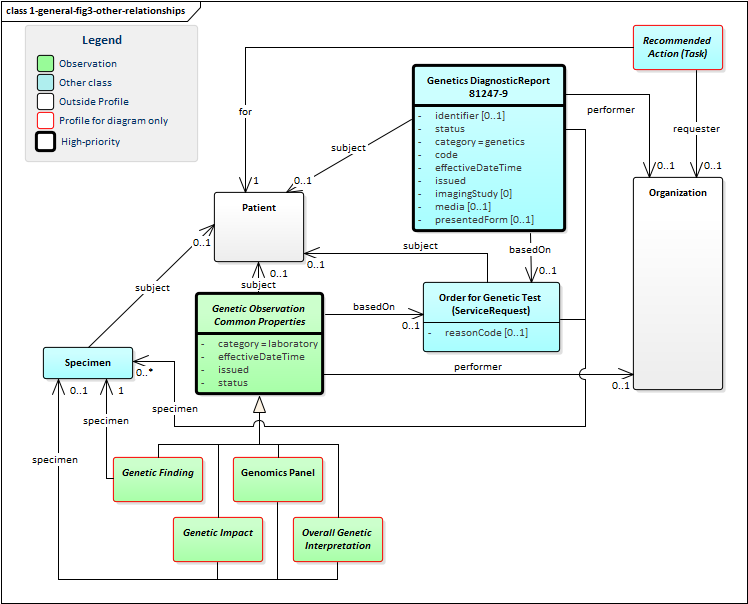 class 1-general-fig3-other-relationships
Legend
Observation
Other class
Outside Profile
Profile for diagram only
High-priority
Recommended
Action (Task)
Genetics DiagnosticReport
81247-9
- identifier [0..1]
- status
- category = genetics
- code
- effectiveDateTime
- issued
- imagingStudy [0]
- media [0..1]
- presentedForm [0..1]
for
1
subject
0..1
performer
0..1
requester
0..1
Patient
Organization
0..1
subject
0..1
basedOn
0..1
subject
0..1
subject
Genetic Observation
Common Properties
- category = laboratory
- effectiveDateTime
- issued
- status
basedOn
0..1
Order for Genetic Test
(ServiceRequest)
- reasonCode [0..1]
Specimen
0..*
performer
0..1
0..1
1
specimen
specimen
specimen
Genetic Finding
Genomics Panel
Genetic Impact
Overall Genetic
Interpretation